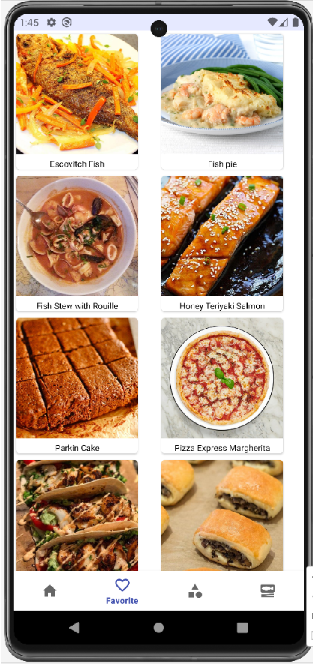 1:45
Escovitch Fish
Fish pie
Fish Stew with Rouille
Honey Teriyaki Salmon
Parkin Cake
Pizza Express Margherita
Favorite